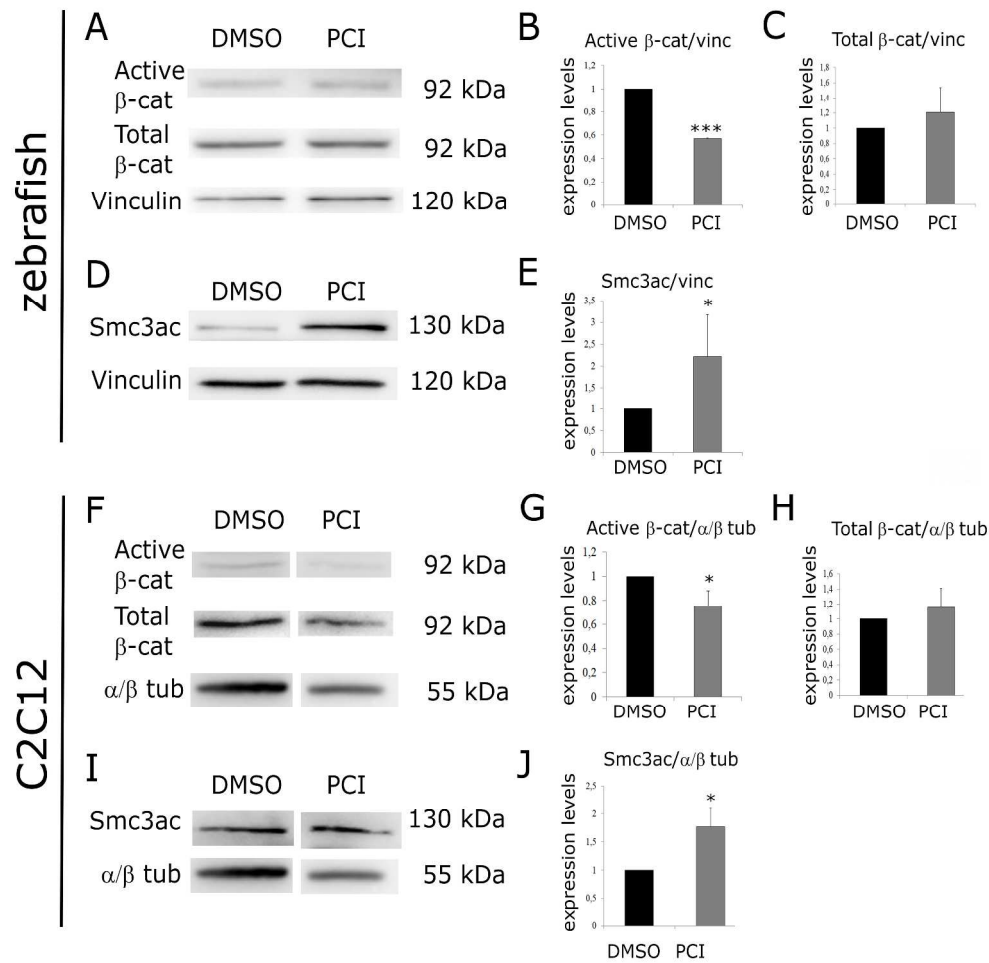 zebrafish
A
DMSO PCI
Active
β-cat
92 kDa
Total
β-cat
92 kDa
Vinculin 120 kDa
B
Active β-cat/vinc
expression levels
1,2
1
0,8
0,6
0,4
0,2
0
***
DMSO PCI
C
Total β-cat/vinc
expression levels
1,8
1,6
1,4
1,2
1
0,8
0,6
0,4
0,2
0
DMSO PCI
D
DMSO PCI
Smc3ac 130 kDa
Vinculin 120 kDa
E
Smc3ac/vinc
expression levels
3,5
3
2,5
2
1,5
1
0,5
0
*
DMSO PCI
C2C12
F
DMSO PCI
Active
β-cat
92 kDa
Total
β-cat
92 kDa
α/β tub 55 kDa
G
Active β-cat/α/β tub
expression levels
1,2
1
0,8
0,6
0,4
0,2
0
*
DMSO PCI
H
Total β-cat/α/β tub
expression levels
1,6
1,4
1,2
1
0,8
0,6
0,4
0,2
0
DMSO PCI
I
DMSO PCI
Smc3ac 130 kDa
α/β tub 55 kDa
J
Smc3ac/α/β tub
expression levels
2,5
2
1,5
1
0,5
0
*
DMSO PCI